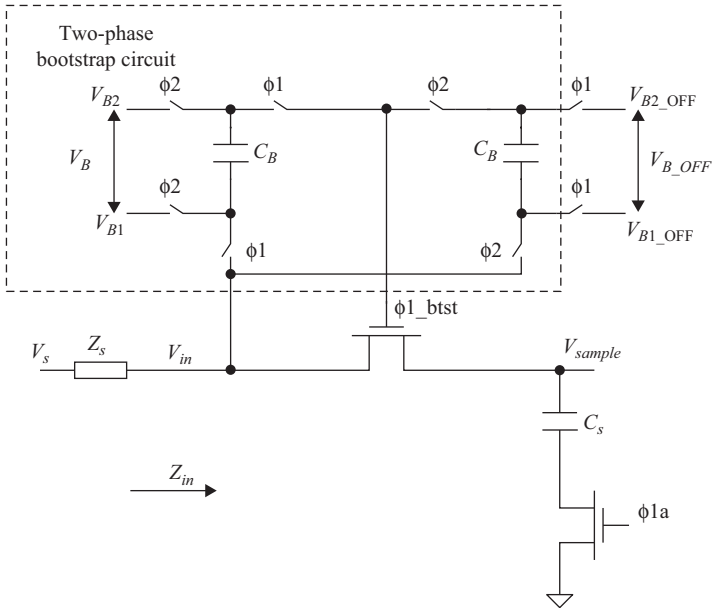 Two-phase
bootstrap circuit
ϕ2 ϕ1 ϕ2 ϕ1
V_B2 V_B2_OFF
V_B C_B C_B V_B_OFF
ϕ2 ϕ1
V_B1 V_B1_OFF
ϕ1 ϕ2
ϕ1_btst
V_s Z_s V_in V_sample
C_s
Z_in
ϕ1a